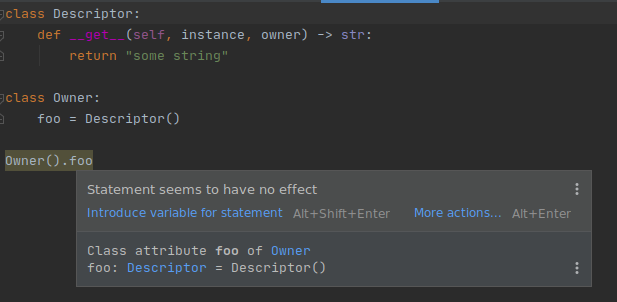 class Descriptor:
    def __get__(self, instance, owner) -> str:
        return "some string"
class Owner:
    foo = Descriptor()
Owner().foo
Statement seems to have no effect
Introduce variable for statement Alt+Shift+Enter More actions... Alt+Enter
Class attribute foo of Owner
foo: Descriptor = Descriptor()